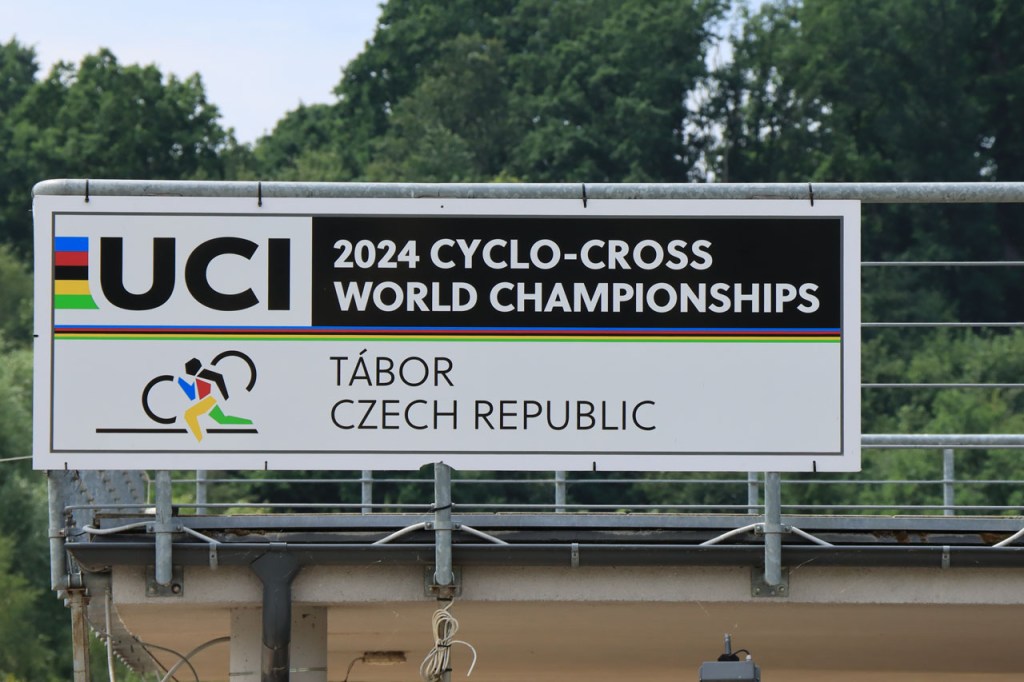 UCI
2024 CYCLO-CROSS
WORLD CHAMPIONSHIPS
TÁBOR
CZECH REPUBLIC